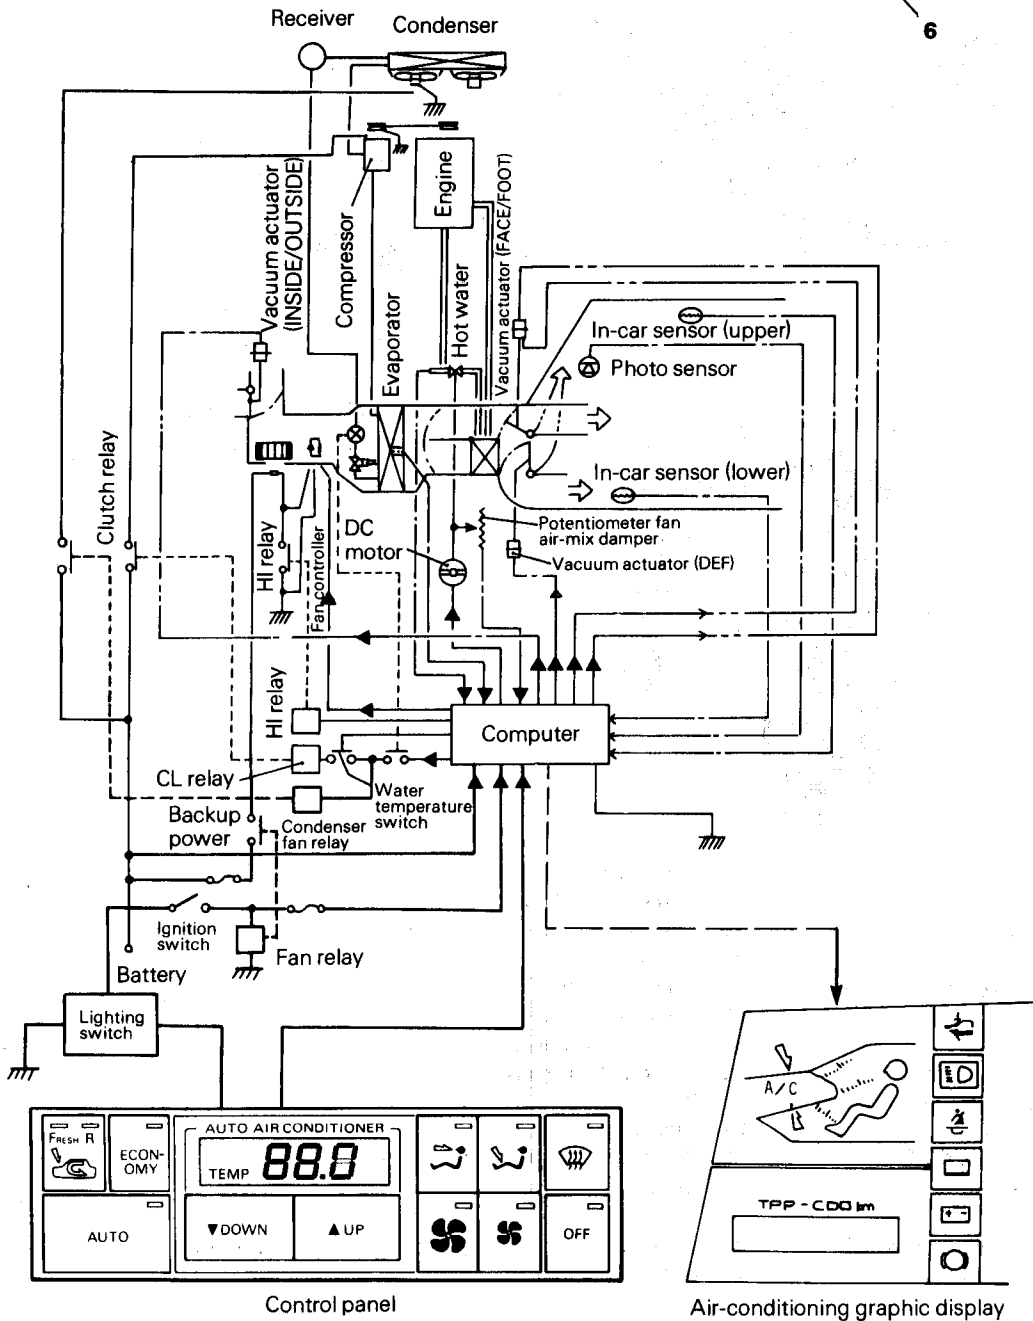 6
Receiver
Condenser
Vacuum actuator
(INSIDE/OUTSIDE)
Compressor
Engine
Evaporator
Hot water
Vacuum actuator (FACE/FOOT)
In-car sensor (upper)
Photo sensor
In-car sensor (lower)
Clutch relay
HI relay
Fan controller
DC
motor
Potentiometer fan
air-mix damper
Vacuum actuator (DEF)
HI relay
Computer
CL relay
Water
temperature
switch
Backup
power
Condenser
fan relay
Ignition
switch
Fan relay
Battery
Lighting
switch
FRESH R
ECON-
OMY
AUTO AIR CONDITIONER
TEMP 88.0
AUTO
▼DOWN
▲UP
OFF
Control panel
A/C
Air-conditioning graphic display